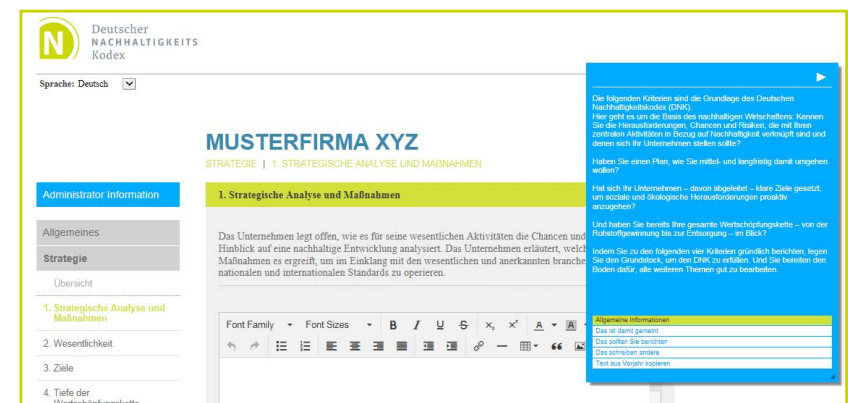 N
Deutscher
NACHHALTIGKEITS
Kodex
Sprache: Deutsch
MUSTERFIRMA XYZ
STRATEGIE | 1. STRATEGISCHE ANALYSE UND MAẞNAHMEN
Administrator Information
Allgemeines
Strategie
Übersicht
1. Strategische Analyse und
Maßnahmen
2. Wesentlichkeit
3. Ziele
4. Tiefe der
Wertschöpfungskette
1. Strategische Analyse und Maßnahmen
Das Unternehmen legt offen, wie es für seine wesentlichen Aktivitäten die Chancen und
Hinblick auf eine nachhaltige Entwicklung analysiert. Das Unternehmen erläutert, welch
Maßnahmen es ergreift, um im Einklang mit den wesentlichen und anerkannten branche
nationalen und internationalen Standards zu operieren.
Font Family Font Sizes B I U S x₂ x² A A
Die folgenden Kriterien sind die Grundlage des Deutschen
Nachhaltigkeitskodex (DNK).
Hier geht es um die Basis des nachhaltigen Wirtschaftens: Kennen
Sie die Herausforderungen, Chancen und Risiken, die mit Ihren
zentralen Aktivitäten in Bezug auf Nachhaltigkeit verknüpft sind und
denen sich Ihr Unternehmen stellen sollte?
Haben Sie einen Plan, wie Sie mittel- und langfristig damit umgehen
wollen?
Hat sich Ihr Unternehmen – davon abgeleitet – klare Ziele gesetzt,
um soziale und ökologische Herausforderungen proaktiv
anzugehen?
Und haben Sie bereits Ihre gesamte Wertschöpfungskette – von der
Rohstoffgewinnung bis zur Entsorgung – im Blick?
Indem Sie zu den folgenden vier Kriterien gründlich berichten, legen
Sie den Grundstock, um den DNK zu erfüllen. Und Sie bereiten den
Boden dafür, alle weiteren Themen gut zu bearbeiten.
Allgemeine Informationen
Das ist damit gemeint
Das sollten Sie berichten
Das schreiben andere
Text aus Vorjahr kopieren